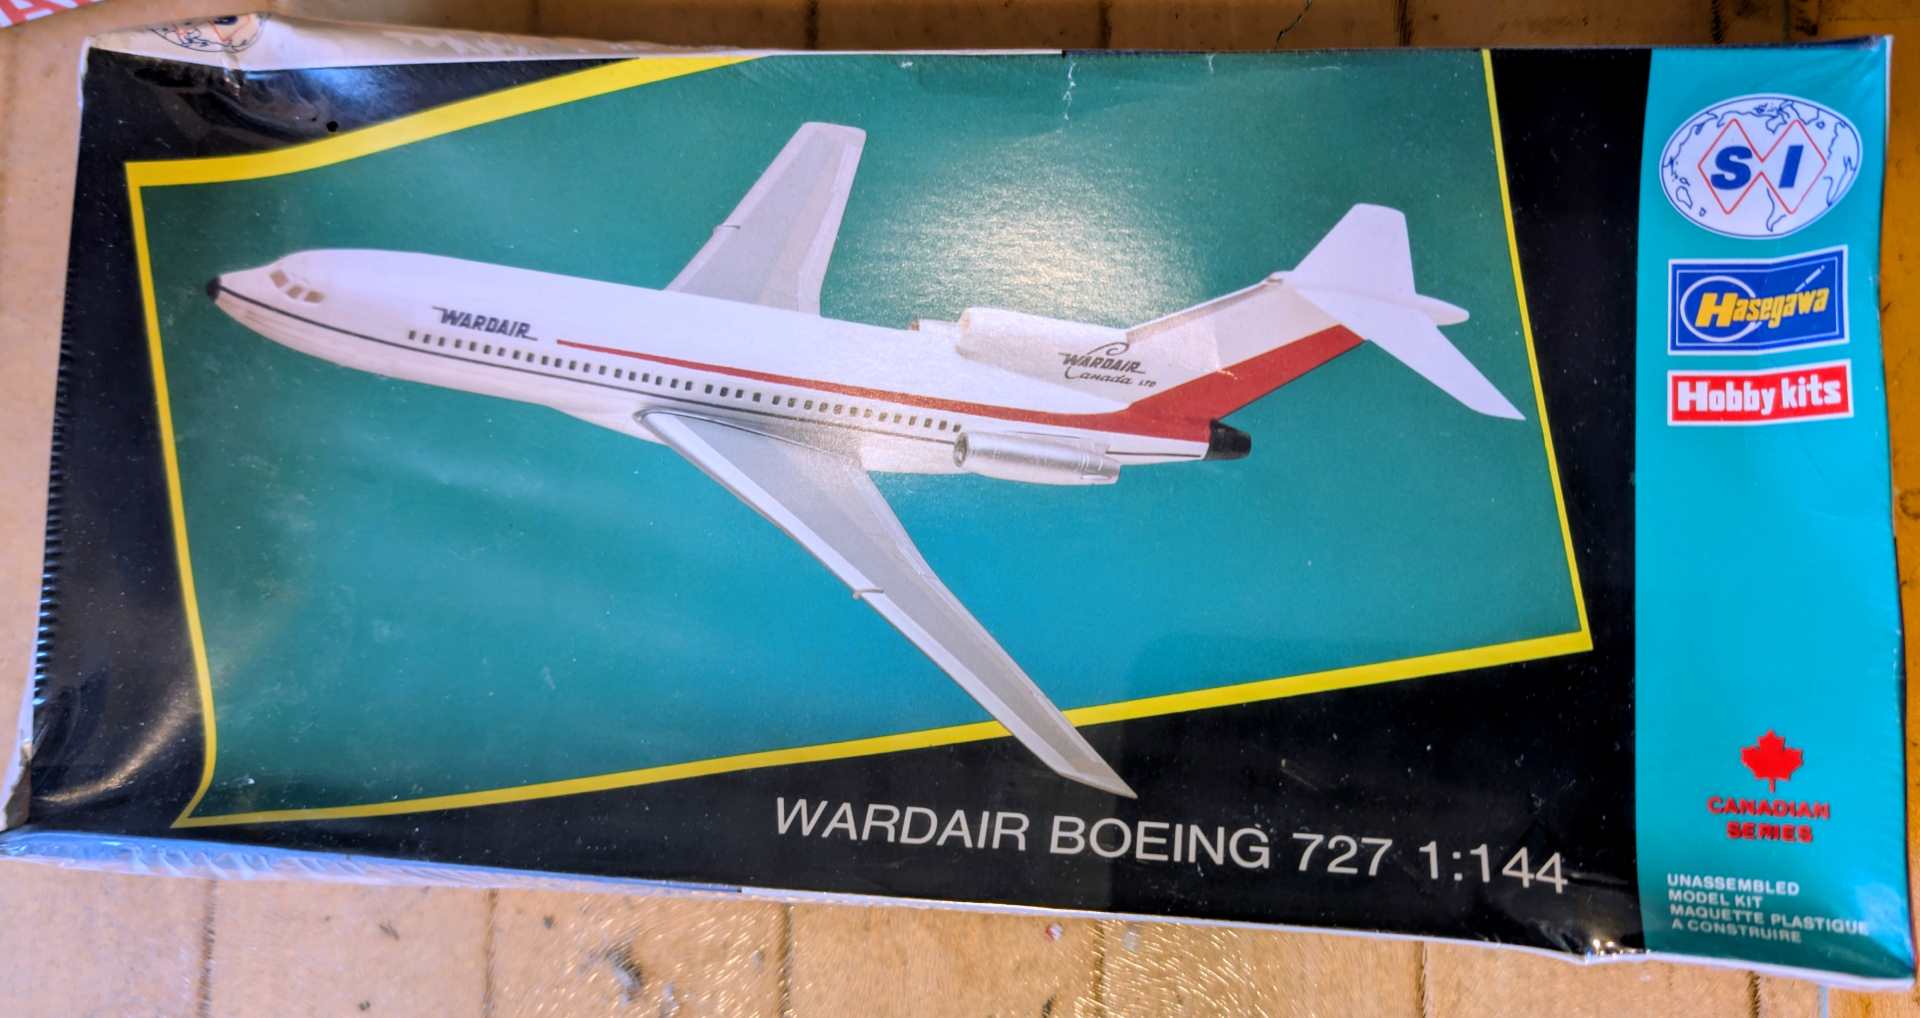 WARDAIR
WARDAIR
Canada LTD
WARDAIR BOEING 727 1:144
SI
Hasegawa
Hobby kits
CANADIAN
SERIES
UNASSEMBLED
MODEL KIT
MAQUETTE PLASTIQUE
A CONSTRUIRE